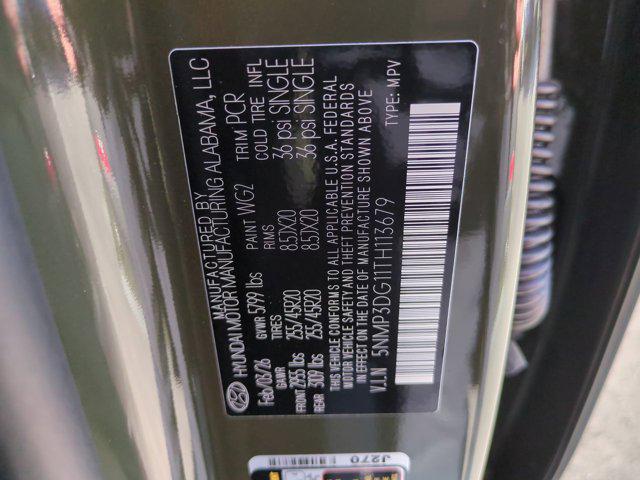 MANUFACTURED BY
HYUNDAI MOTOR MANUFACTURING ALABAMA, LLC
Feb/03/26 GVWR 5799 lbs PAINT WG2 TRIM PCR
GAWR TIRES RIMS COLD TIRE INFL
FRONT 2955 lbs 255/45R20 8.5JX20 36 psi SINGLE
REAR 3009 lbs 255/45R20 8.5JX20 36 psi SINGLE
THIS VEHICLE CONFORMS TO ALL APPLICABLE U.S.A. FEDERAL
MOTOR VEHICLE SAFETY AND THEFT PREVENTION STANDARDS
IN EFFECT ON THE DATE OF MANUFACTURE SHOWN ABOVE
V.I.N 5NMP3DG11TH113679 TYPE: MPV
J270